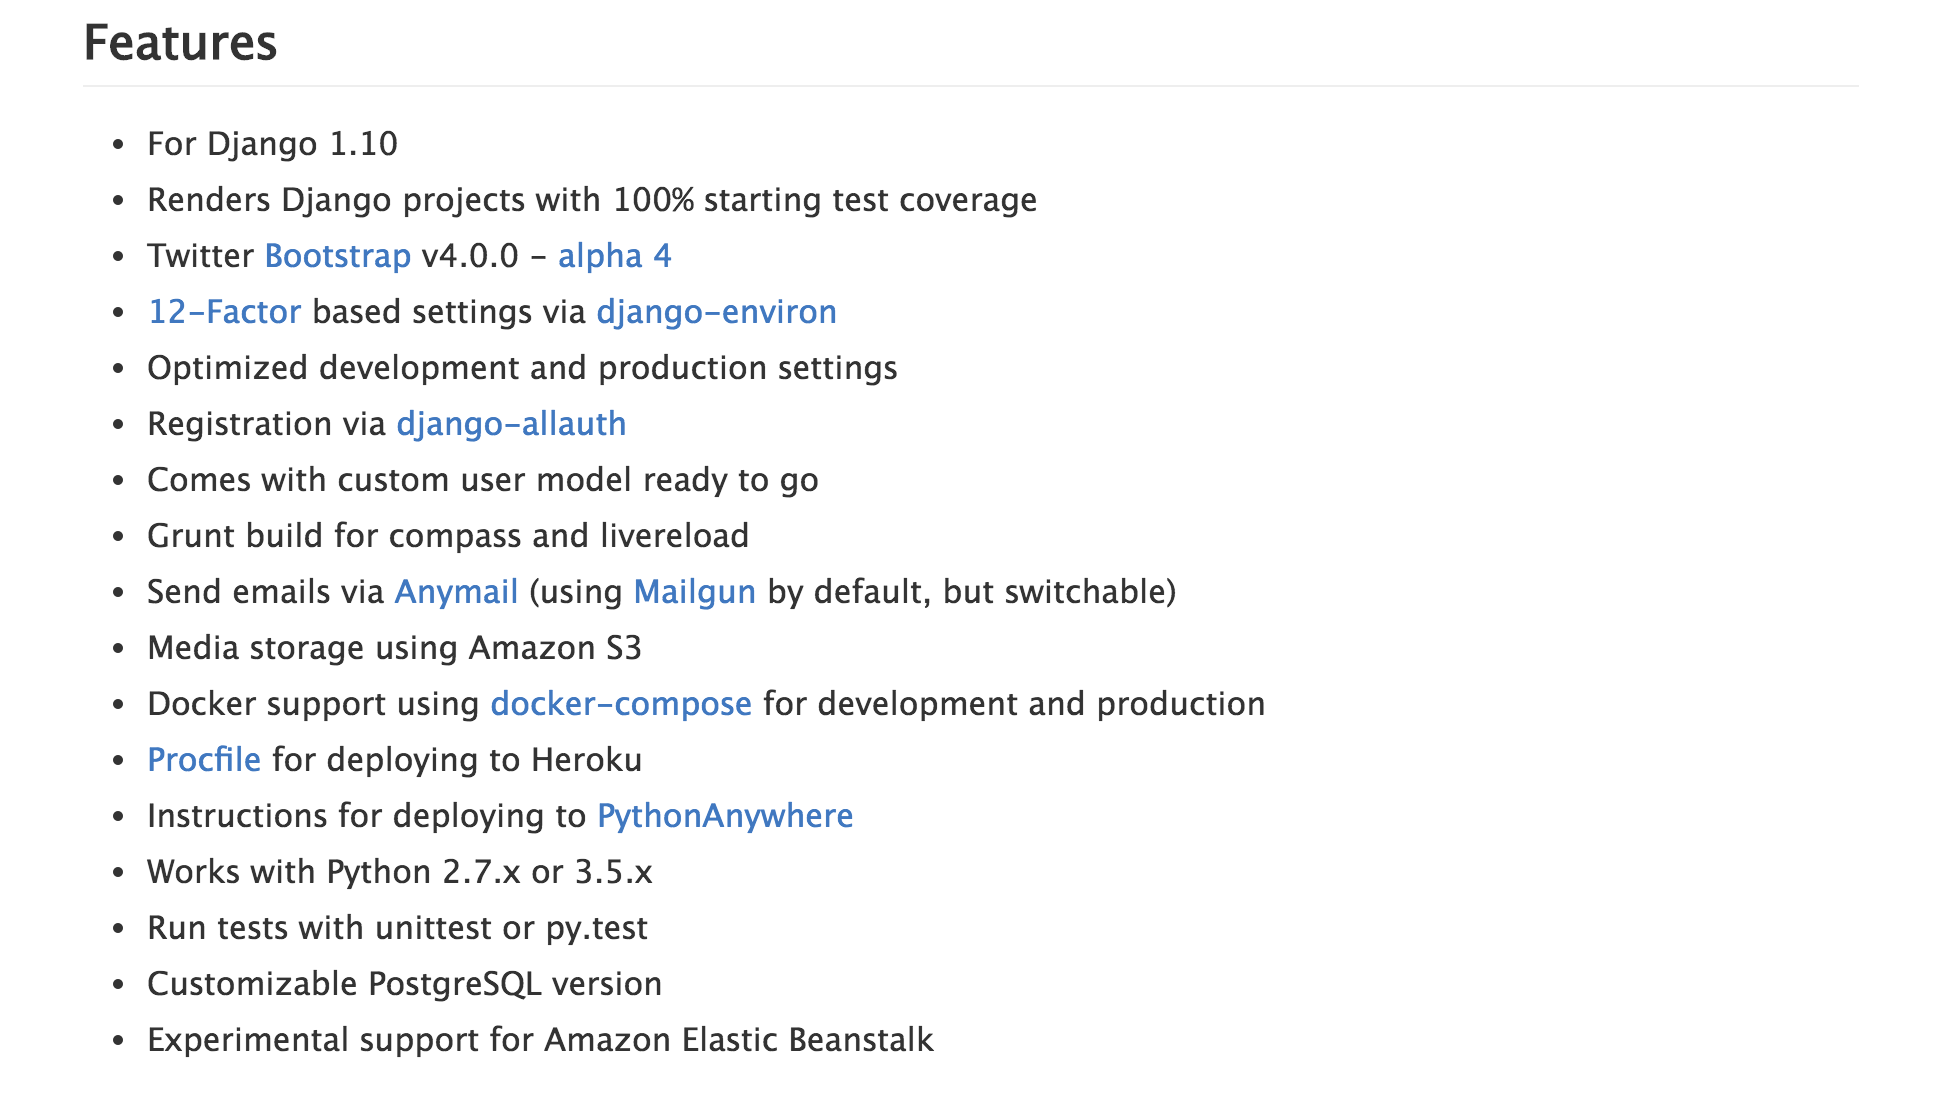 Features
• For Django 1.10
• Renders Django projects with 100% starting test coverage
• Twitter Bootstrap v4.0.0 – alpha 4
• 12-Factor based settings via django-environ
• Optimized development and production settings
• Registration via django-allauth
• Comes with custom user model ready to go
• Grunt build for compass and livereload
• Send emails via Anymail (using Mailgun by default, but switchable)
• Media storage using Amazon S3
• Docker support using docker-compose for development and production
• Procfile for deploying to Heroku
• Instructions for deploying to PythonAnywhere
• Works with Python 2.7.x or 3.5.x
• Run tests with unittest or py.test
• Customizable PostgreSQL version
• Experimental support for Amazon Elastic Beanstalk